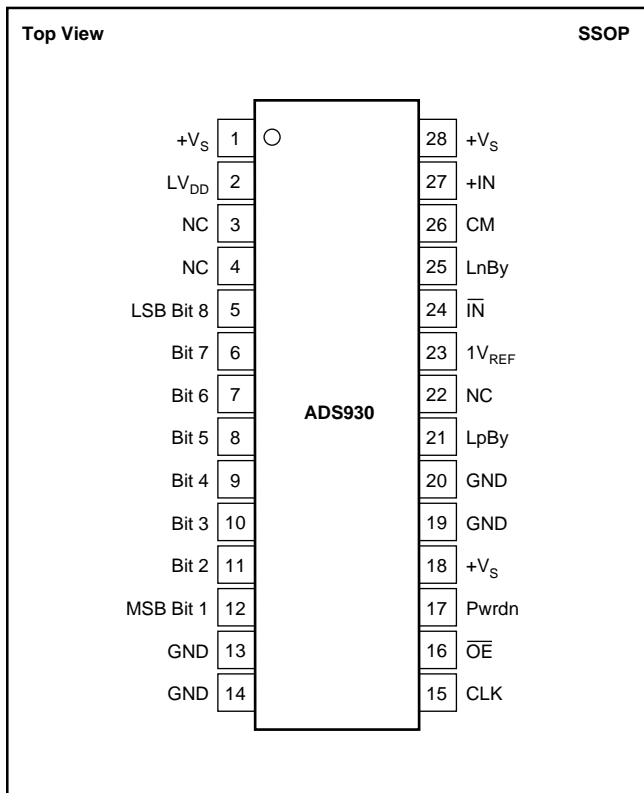 Top View SSOP
+VS 1 28 +VS
LVDD 2 27 +IN
NC 3 26 CM
NC 4 25 LnBy
LSB Bit 8 5 24 I̅N̅
Bit 7 6 23 1VREF
Bit 6 7 22 NC
ADS930
Bit 5 8 21 LpBy
Bit 4 9 20 GND
Bit 3 10 19 GND
Bit 2 11 18 +VS
MSB Bit 1 12 17 Pwrdn
GND 13 16 O̅E̅
GND 14 15 CLK